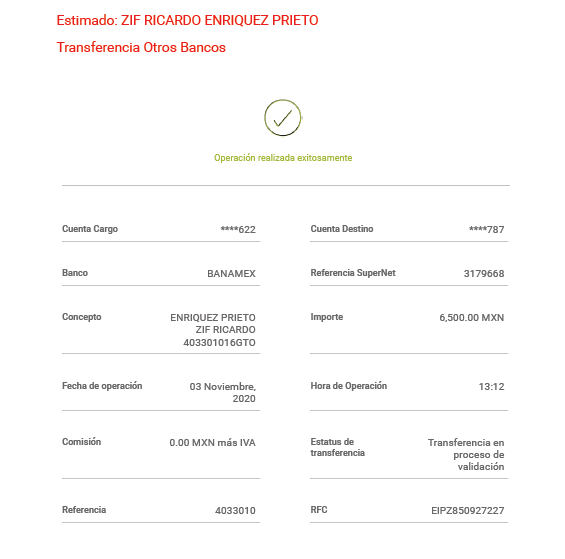 Estimado: ZIF RICARDO ENRIQUEZ PRIETO
Transferencia Otros Bancos
Operación realizada exitosamente
Cuenta Cargo ****622
Cuenta Destino ****787
Banco BANAMEX
Referencia SuperNet 3179668
Concepto ENRIQUEZ PRIETO
ZIF RICARDO
403301016GTO
Importe 6,500.00 MXN
Fecha de operación 03 Noviembre,
2020
Hora de Operación 13:12
Comisión 0.00 MXN más IVA
Estatus de
transferencia
Transferencia en
proceso de
validación
Referencia 4033010
RFC EIPZ850927227